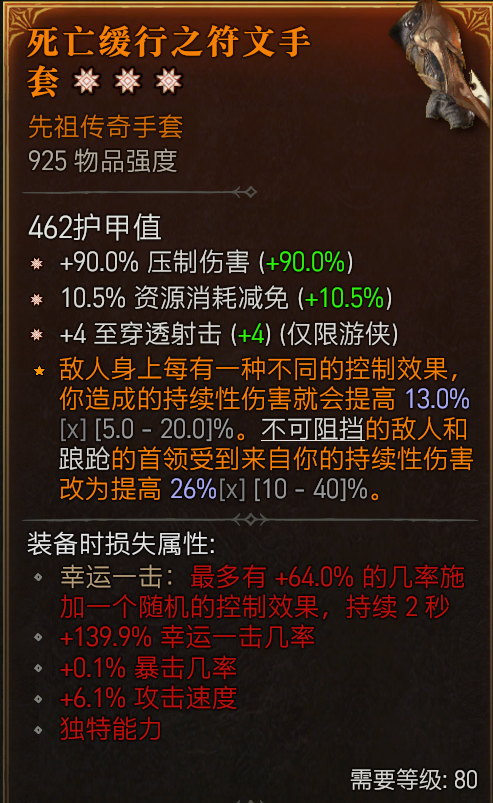 死亡缓行之符文手
套
先祖传奇手套
925 物品强度
462护甲值
+90.0% 压制伤害 (+90.0%)
10.5% 资源消耗减免 (+10.5%)
+4 至穿透射击 (+4) (仅限游侠)
敌人身上每有一种不同的控制效果，
你造成的持续性伤害就会提高 13.0%
[x] [5.0 - 20.0]%。不可阻挡的敌人和
踉跄的首领受到来自你的持续性伤害
改为提高 26%[x] [10 - 40]%。
装备时损失属性:
幸运一击：最多有 +64.0% 的几率施
加一个随机的控制效果，持续 2 秒
+139.9% 幸运一击几率
+0.1% 暴击几率
+6.1% 攻击速度
独特能力
需要等级: 80